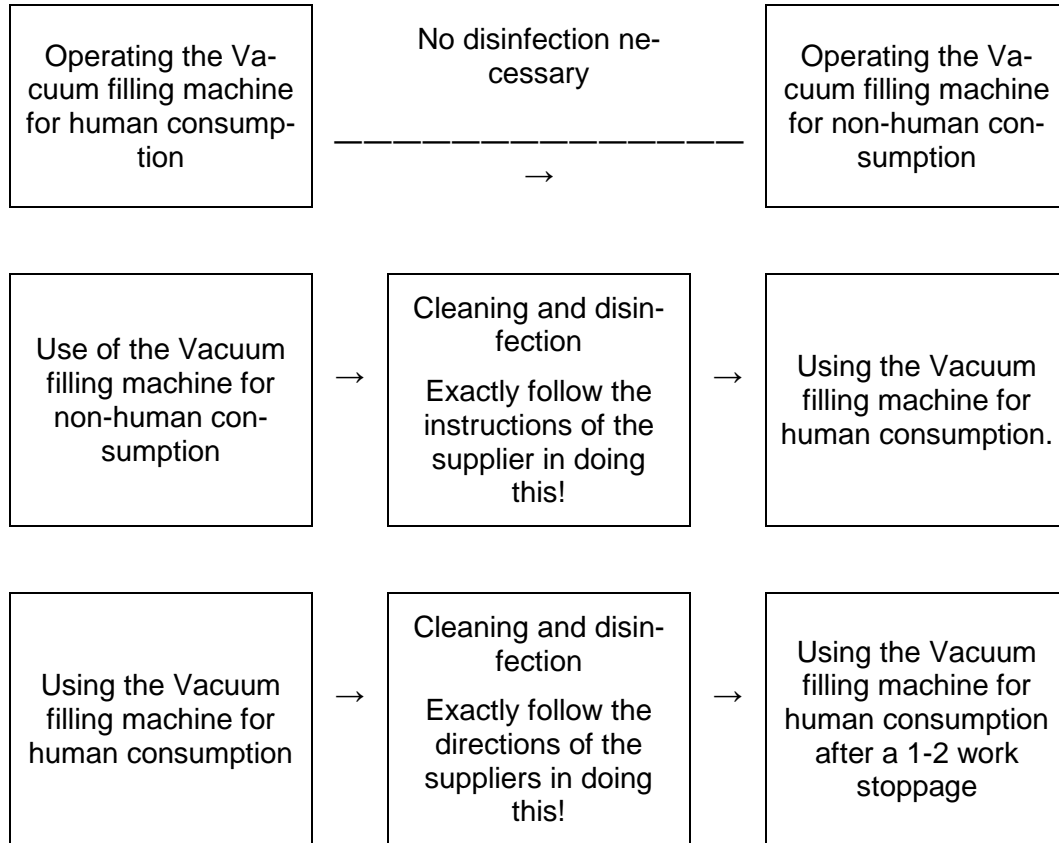 Operating the Va-
cuum filling machine
for human consump-
tion
No disinfection ne-
cessary
→
Operating the Va-
cuum filling machine
for non-human con-
sumption
Use of the Vacuum
filling machine for
non-human con-
sumption
→
Cleaning and disin-
fection
Exactly follow the
instructions of the
supplier in doing
this!
→
Using the Vacuum
filling machine for
human consumption.
Using the Vacuum
filling machine for
human consumption
→
Cleaning and disin-
fection
Exactly follow the
directions of the
suppliers in doing
this!
→
Using the Vacuum
filling machine for
human consumption
after a 1-2 work
stoppage